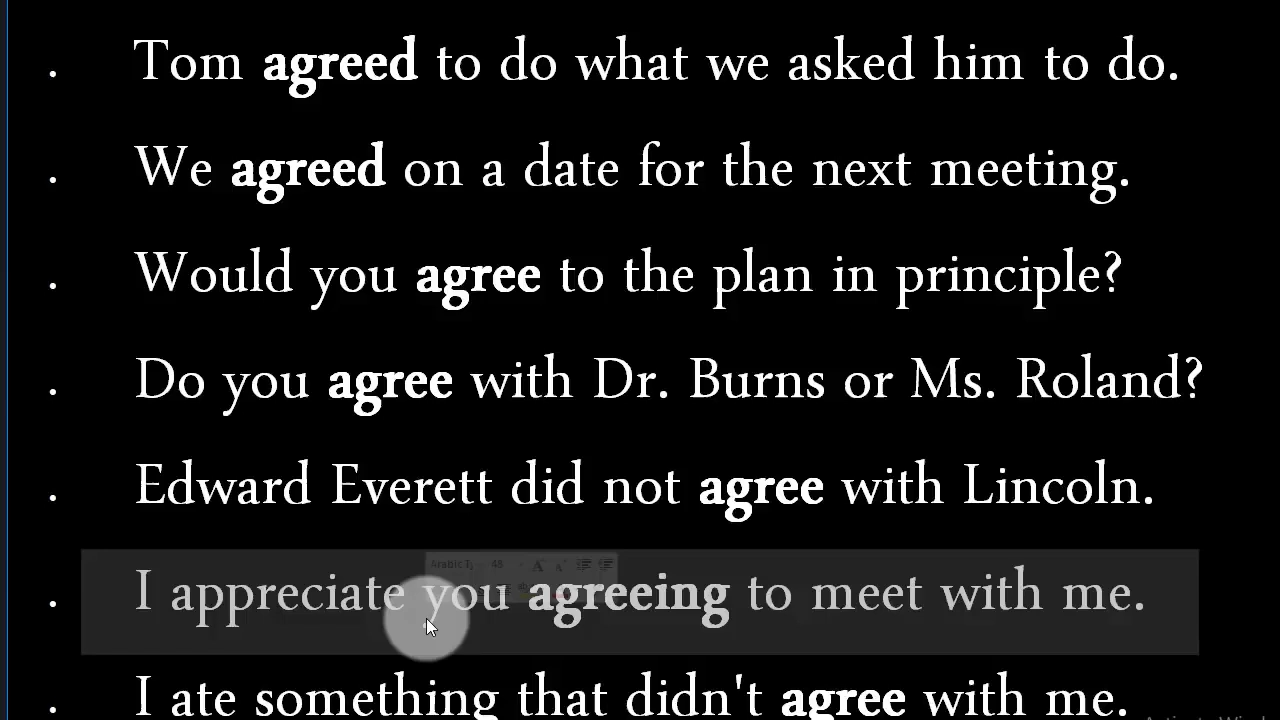 . Tom agreed to do what we asked him to do.
. We agreed on a date for the next meeting.
. Would you agree to the plan in principle?
. Do you agree with Dr. Burns or Ms. Roland?
. Edward Everett did not agree with Lincoln.
48
. I appreciate you agreeing to meet with me.
. I ate something that didn't agree with me.